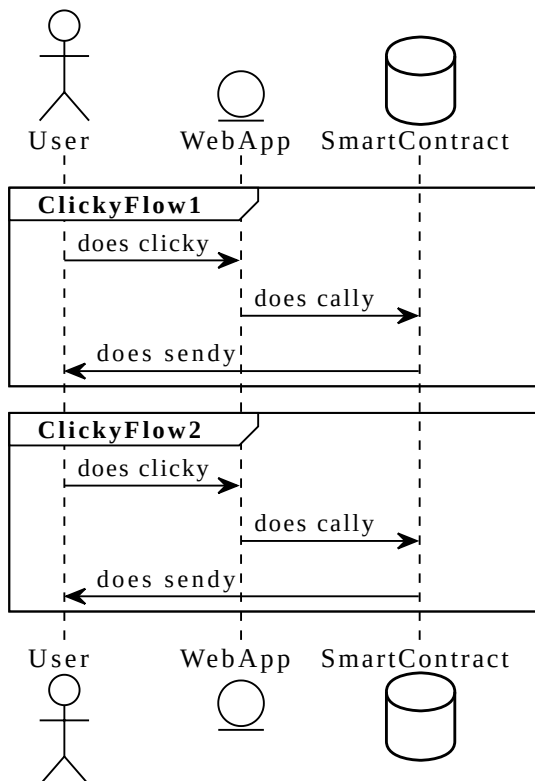 User WebApp SmartContract
ClickyFlow1
does clicky
does cally
does sendy
ClickyFlow2
does clicky
does cally
does sendy
User WebApp SmartContract